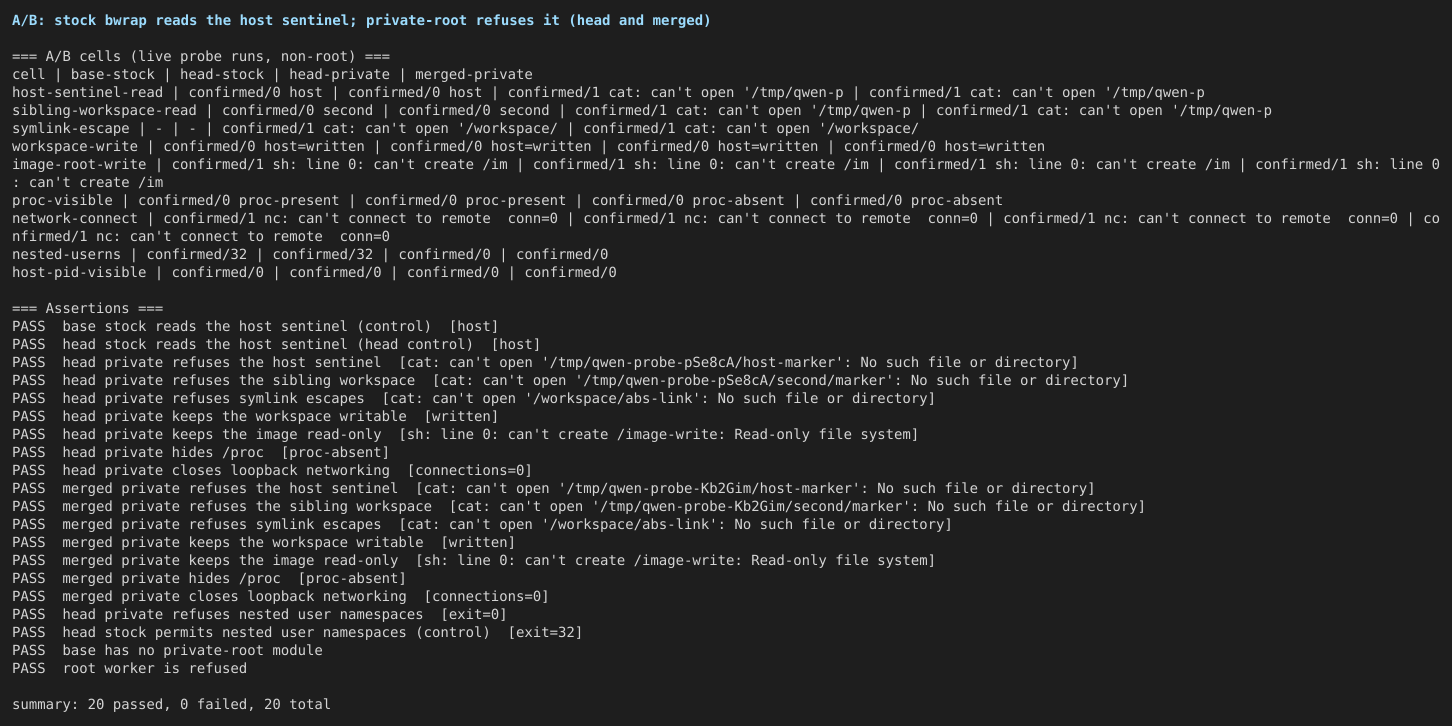 A/B: stock bwrap reads the host sentinel; private-root refuses it (head and merged)
=== A/B cells (live probe runs, non-root) ===
cell | base-stock | head-stock | head-private | merged-private
host-sentinel-read | confirmed/0 host | confirmed/0 host | confirmed/1 cat: can't open '/tmp/qwen-p | confirmed/1 cat: can't open '/tmp/qwen-p
sibling-workspace-read | confirmed/0 second | confirmed/0 second | confirmed/1 cat: can't open '/tmp/qwen-p | confirmed/1 cat: can't open '/tmp/qwen-p
symlink-escape | - | - | confirmed/1 cat: can't open '/workspace/ | confirmed/1 cat: can't open '/workspace/
workspace-write | confirmed/0 host=written | confirmed/0 host=written | confirmed/0 host=written | confirmed/0 host=written
image-root-write | confirmed/1 sh: line 0: can't create /im | confirmed/1 sh: line 0: can't create /im | confirmed/1 sh: line 0: can't create /im | confirmed/1 sh: line 0
: can't create /im
proc-visible | confirmed/0 proc-present | confirmed/0 proc-present | confirmed/0 proc-absent | confirmed/0 proc-absent
network-connect | confirmed/1 nc: can't connect to remote  conn=0 | confirmed/1 nc: can't connect to remote  conn=0 | confirmed/1 nc: can't connect to remote  conn=0 | co
nfirmed/1 nc: can't connect to remote  conn=0
nested-userns | confirmed/32 | confirmed/32 | confirmed/0 | confirmed/0
host-pid-visible | confirmed/0 | confirmed/0 | confirmed/0 | confirmed/0
=== Assertions ===
PASS  base stock reads the host sentinel (control)  [host]
PASS  head stock reads the host sentinel (head control)  [host]
PASS  head private refuses the host sentinel  [cat: can't open '/tmp/qwen-probe-pSe8cA/host-marker': No such file or directory]
PASS  head private refuses the sibling workspace  [cat: can't open '/tmp/qwen-probe-pSe8cA/second/marker': No such file or directory]
PASS  head private refuses symlink escapes  [cat: can't open '/workspace/abs-link': No such file or directory]
PASS  head private keeps the workspace writable  [written]
PASS  head private keeps the image read-only  [sh: line 0: can't create /image-write: Read-only file system]
PASS  head private hides /proc  [proc-absent]
PASS  head private closes loopback networking  [connections=0]
PASS  merged private refuses the host sentinel  [cat: can't open '/tmp/qwen-probe-Kb2Gim/host-marker': No such file or directory]
PASS  merged private refuses the sibling workspace  [cat: can't open '/tmp/qwen-probe-Kb2Gim/second/marker': No such file or directory]
PASS  merged private refuses symlink escapes  [cat: can't open '/workspace/abs-link': No such file or directory]
PASS  merged private keeps the workspace writable  [written]
PASS  merged private keeps the image read-only  [sh: line 0: can't create /image-write: Read-only file system]
PASS  merged private hides /proc  [proc-absent]
PASS  merged private closes loopback networking  [connections=0]
PASS  head private refuses nested user namespaces  [exit=0]
PASS  head stock permits nested user namespaces (control)  [exit=32]
PASS  base has no private-root module
PASS  root worker is refused
summary: 20 passed, 0 failed, 20 total